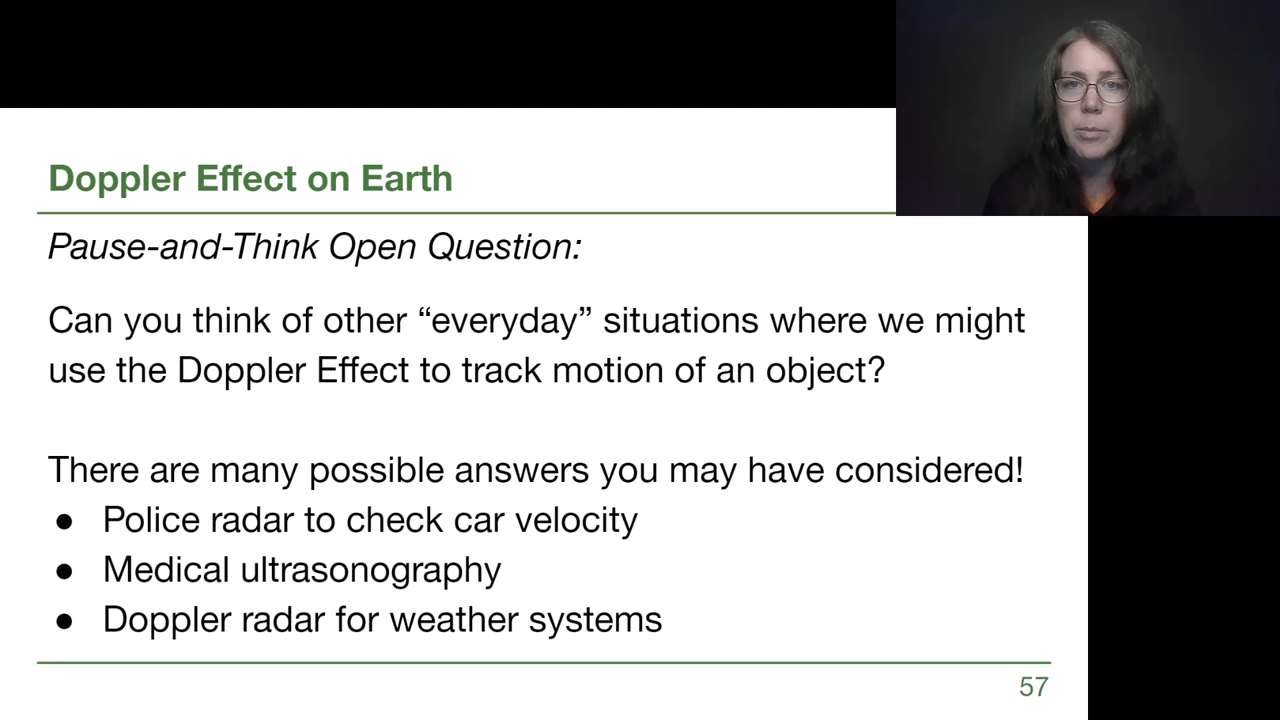 Doppler Effect on Earth
Pause-and-Think Open Question:
Can you think of other “everyday” situations where we might
use the Doppler Effect to track motion of an object?
There are many possible answers you may have considered!
● Police radar to check car velocity
● Medical ultrasonography
● Doppler radar for weather systems
57